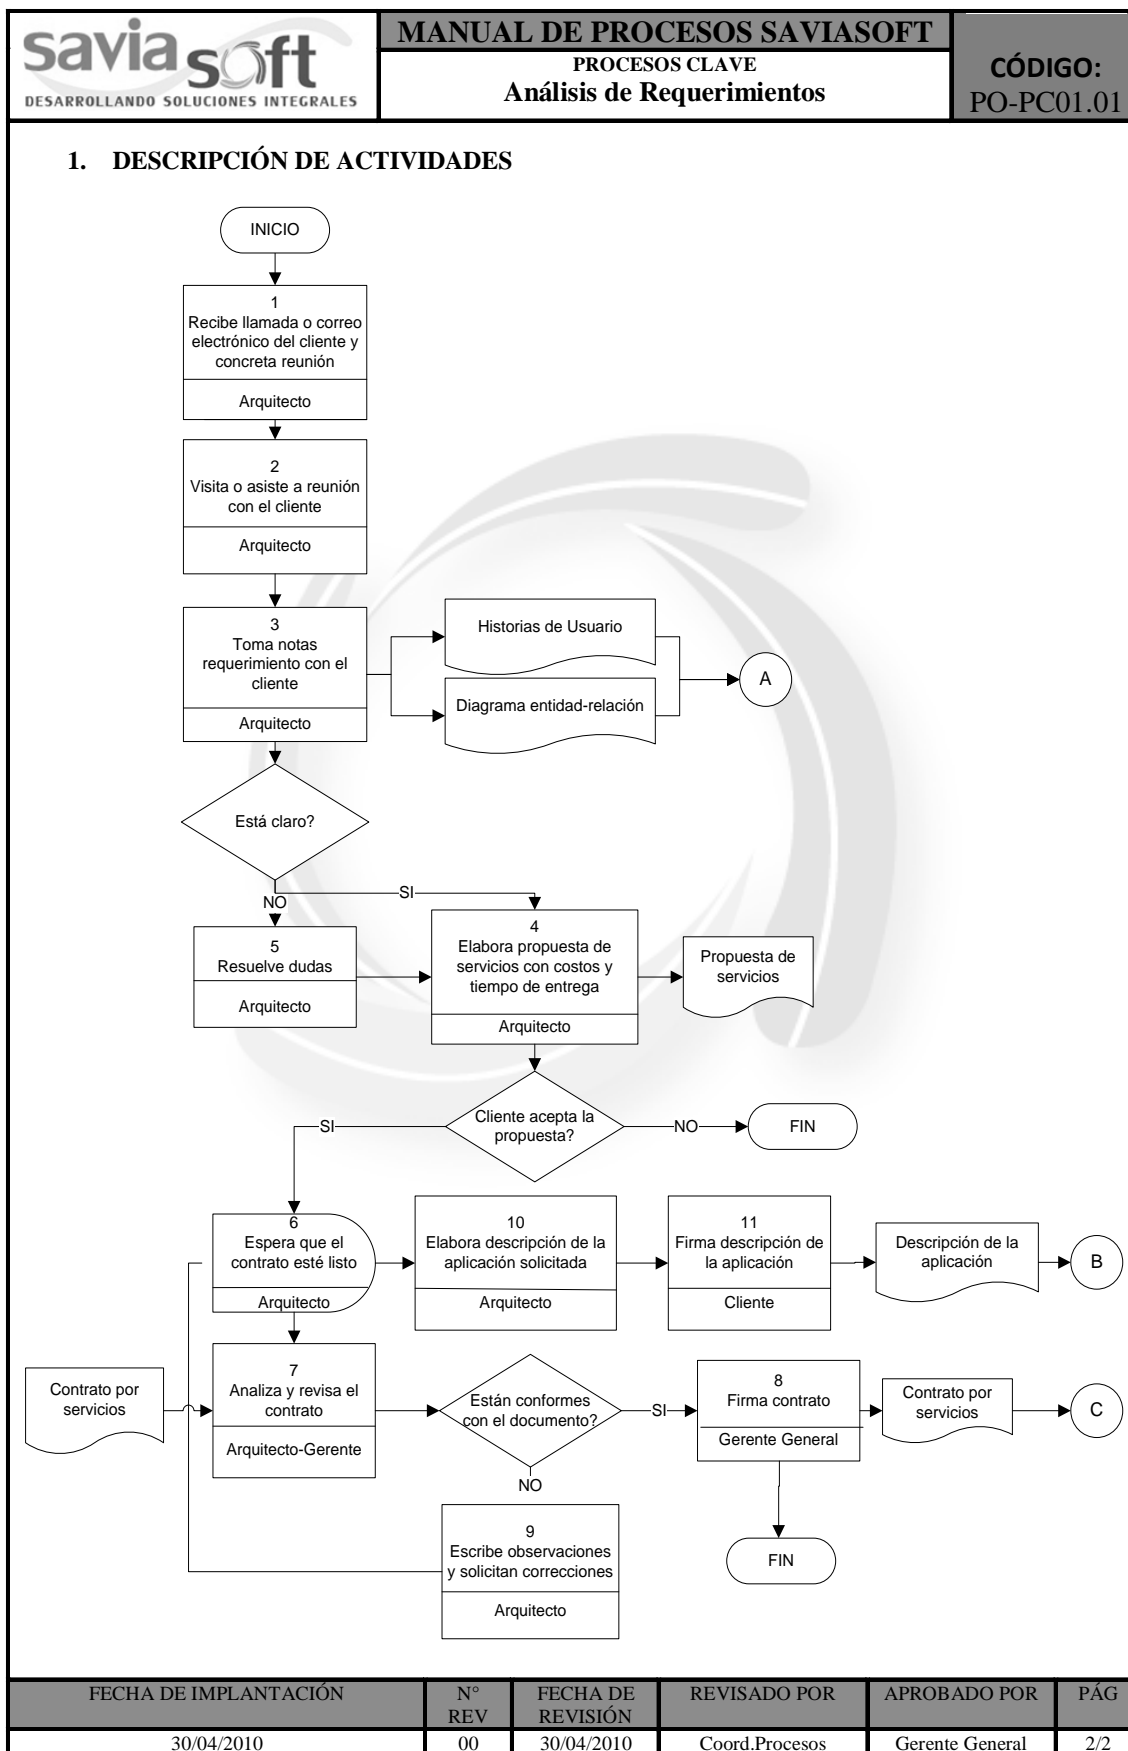 savia soft
DESARROLLANDO SOLUCIONES INTEGRALES
MANUAL DE PROCESOS SAVIASOFT
PROCESOS CLAVE
Análisis de Requerimientos
CÓDIGO:
PO-PC01.01
1. DESCRIPCIÓN DE ACTIVIDADES
INICIO
1
Recibe llamada o correo
electrónico del cliente y
concreta reunión
Arquitecto
2
Visita o asiste a reunión
con el cliente
Arquitecto
3
Toma notas
requerimiento con el
cliente
Arquitecto
Historias de Usuario
Diagrama entidad-relación
A
Está claro?
SI
NO
5
Resuelve dudas
Arquitecto
4
Elabora propuesta de
servicios con costos y
tiempo de entrega
Arquitecto
Propuesta de
servicios
Cliente acepta la
propuesta?
SI
NO
FIN
6
Espera que el
contrato esté listo
Arquitecto
10
Elabora descripción de la
aplicación solicitada
Arquitecto
11
Firma descripción de
la aplicación
Cliente
Descripción de la
aplicación
B
Contrato por
servicios
7
Analiza y revisa el
contrato
Arquitecto-Gerente
Están conformes
con el documento?
SI
NO
8
Firma contrato
Gerente General
Contrato por
servicios
C
FIN
9
Escribe observaciones
y solicitan correcciones
Arquitecto
FECHA DE IMPLANTACIÓN
N°
REV
FECHA DE
REVISIÓN
REVISADO POR
APROBADO POR
PÁG
30/04/2010
00
30/04/2010
Coord.Procesos
Gerente General
2/2